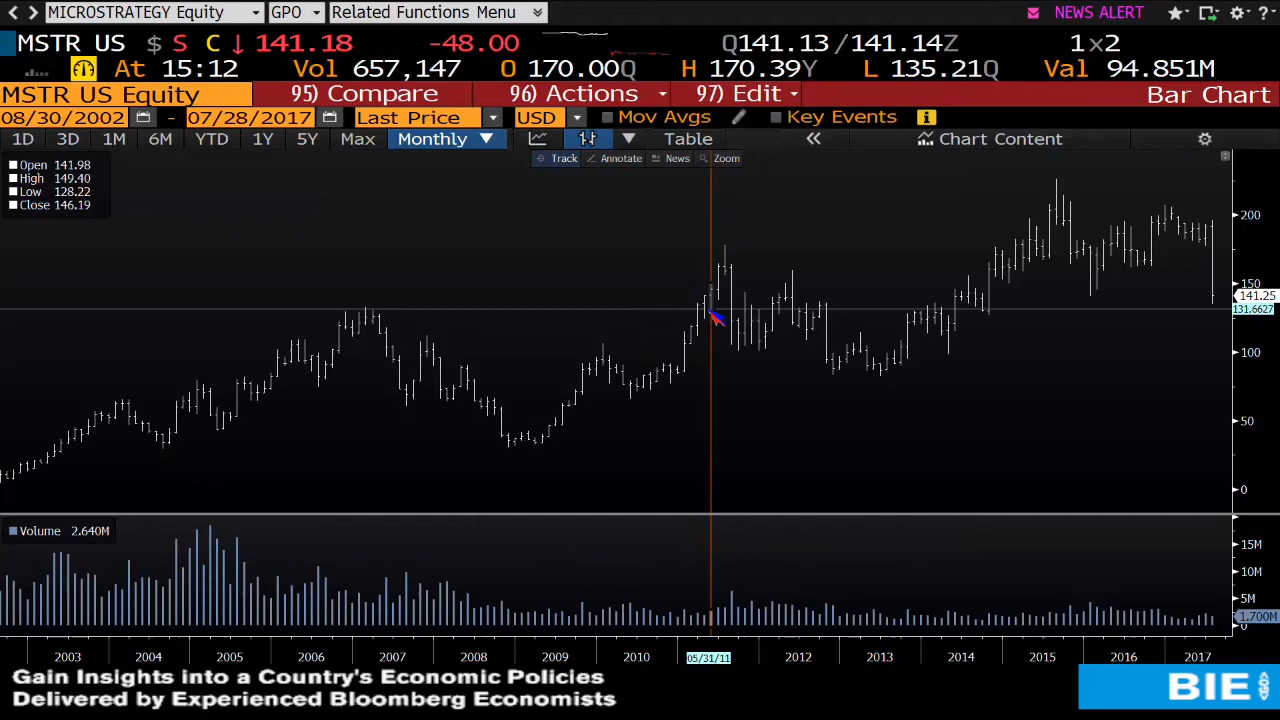 MICROSTRATEGY Equity GPO Related Functions Menu NEWS ALERT ?
MSTR US $ S C 141.18 -48.00 Q141.13/141.14Z 1x2
At 15:12 Vol 657,147 O 170.00Q H 170.39Y L 135.21Q Val 94.851M
MSTR US Equity 95) Compare 96) Actions 97) Edit Bar Chart
08/30/2002 - 07/28/2017 Last Price USD Mov Avgs Key Events i
1D 3D 1M 6M YTD 1Y 5Y Max Monthly Table « Chart Content
Track Annotate News Zoom
Open 141.98
High 149.40
Low 128.22
Close 146.19
200
150
141.25
131.6627
100
50
0
Volume 2.640M
15M
10M
5M
1.700M
0
2003 2004 2005 2006 2007 2008 2009 2010 05/31/11 2012 2013 2014 2015 2016 2017
Gain Insights into a Country's Economic Policies
Delivered by Experienced Bloomberg Economists
BIE